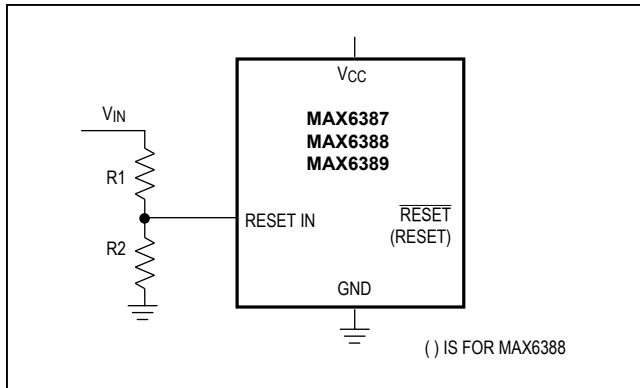 VCC
VIN
MAX6387
MAX6388
MAX6389
R1
RESET IN
RESET
(RESET)
R2
GND
( ) IS FOR MAX6388